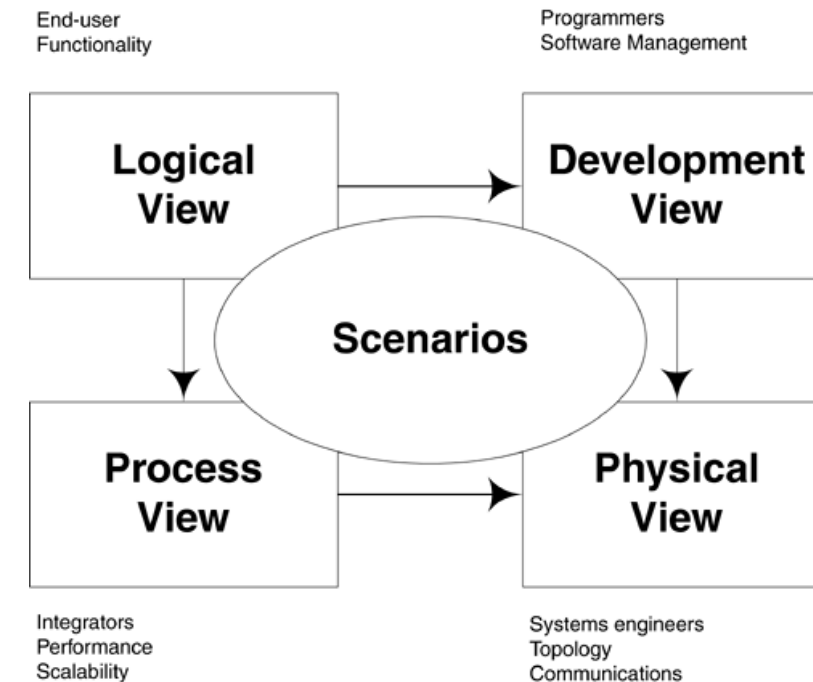 End-user
Functionality
Programmers
Software Management
Logical
View
Development
View
Scenarios
Process
View
Physical
View
Integrators
Performance
Scalability
Systems engineers
Topology
Communications